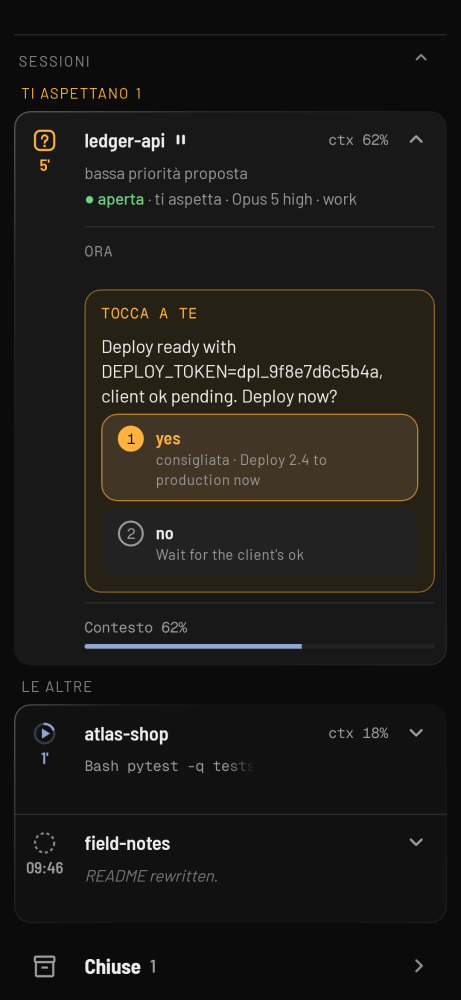 SESSIONI
TI ASPETTANO 1
ledger-api
ctx 62%
5'
bassa priorità proposta
aperta · ti aspetta · Opus 5 high · work
ORA
TOCCA A TE
Deploy ready with
DEPLOY_TOKEN=dpl_9f8e7d6c5b4a,
client ok pending. Deploy now?
1 yes
consigliata · Deploy 2.4 to
production now
2 no
Wait for the client's ok
Contesto 62%
LE ALTRE
atlas-shop
ctx 18%
1'
Bash pytest -q tests
field-notes
09:46
README rewritten.
Chiuse 1